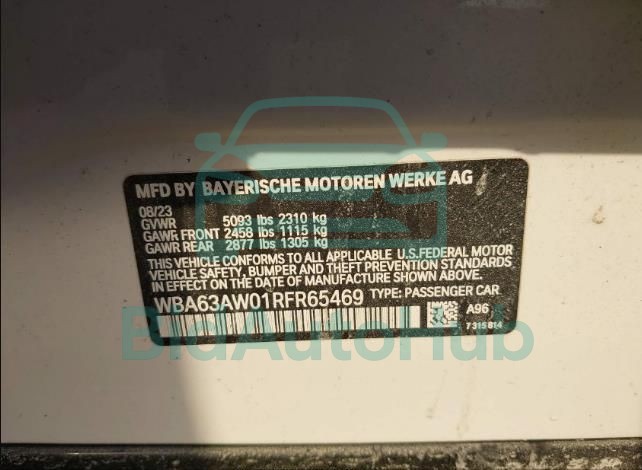 MFD BY BAYERISCHE MOTOREN WERKE AG
08/23
GVWR 5093 lbs 2310 kg
GAWR FRONT 2458 lbs 1115 kg
GAWR REAR 2877 lbs 1305 kg
THIS VEHICLE CONFORMS TO ALL APPLICABLE U.S. FEDERAL MOTOR
VEHICLE SAFETY, BUMPER AND THEFT PREVENTION STANDARDS IN
EFFECT ON THE DATE OF MANUFACTURE SHOWN ABOVE.
WBA63AW01RFR65469 TYPE: PASSENGER CAR
A96
7315814
BidAutoHub